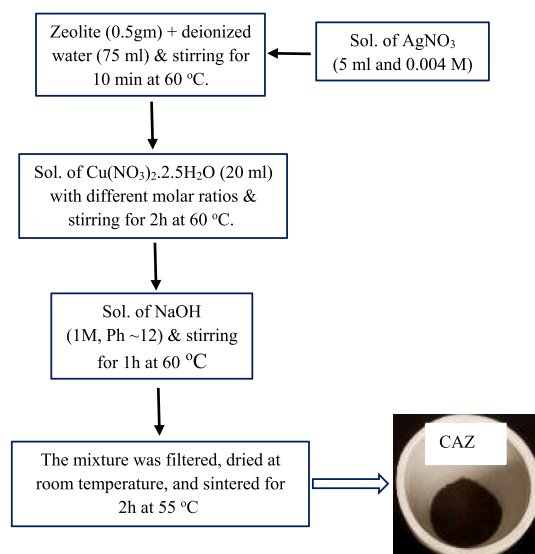 Zeolite (0.5gm) + deionized
water (75 ml) & stirring for
10 min at 60 °C.
Sol. of AgNO₃
(5 ml and 0.004 M)
Sol. of Cu(NO₃)₂.2.5H₂O (20 ml)
with different molar ratios &
stirring for 2h at 60 °C.
Sol. of NaOH
(1M, Ph ~12) & stirring
for 1h at 60 °C
The mixture was filtered, dried at
room temperature, and sintered for
2h at 55 °C
CAZ